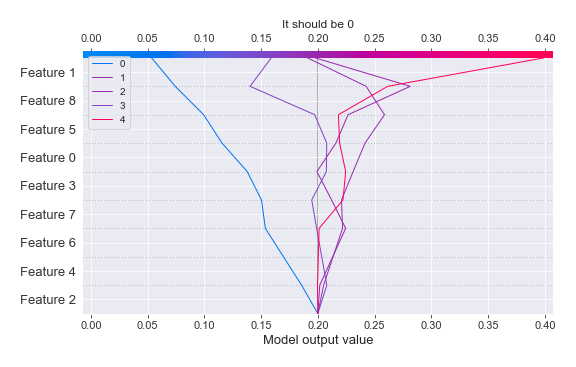 It should be 0
0.00 0.05 0.10 0.15 0.20 0.25 0.30 0.35 0.40
0
1
2
3
4
Feature 1
Feature 8
Feature 5
Feature 0
Feature 3
Feature 7
Feature 6
Feature 4
Feature 2
0.00 0.05 0.10 0.15 0.20 0.25 0.30 0.35 0.40
Model output value